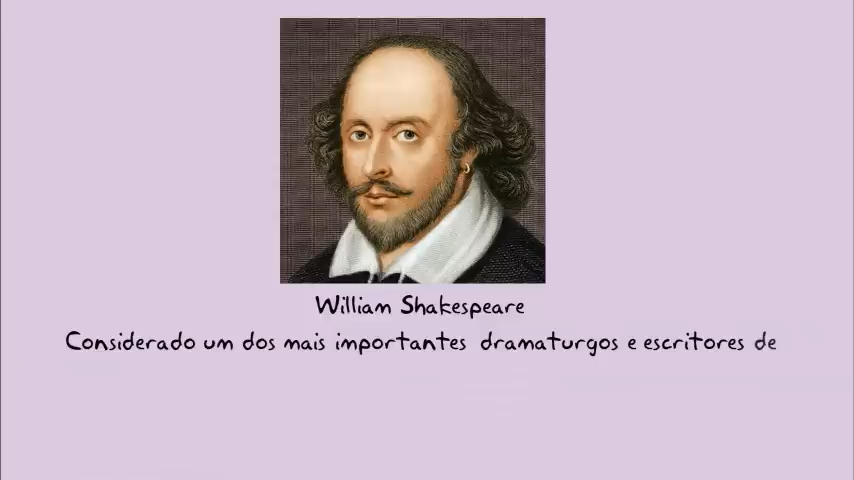 William Shakespeare
Considerado um dos mais importantes dramaturgos e escritores de